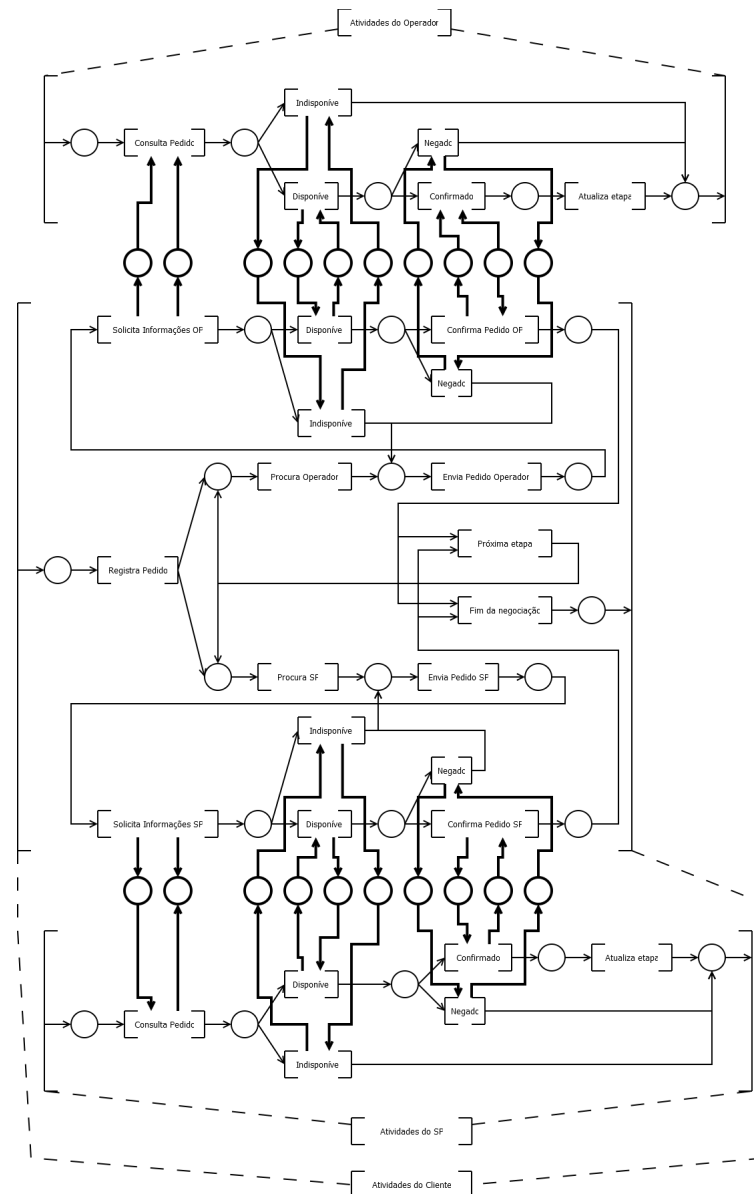 Atividades do Operador
Indisponíve
Consulta Pedido
Negado
Disponíve
Confirmado
Atualiza etapa
Solicita Informações OF
Disponíve
Confirma Pedido OF
Negado
Indisponíve
Procura Operador
Envia Pedido Operador
Próxima etapa
Registra Pedido
Fim da negociação
Procura SF
Envia Pedido SF
Indisponíve
Negado
Solicita Informações SF
Disponíve
Confirma Pedido SF
Confirmado
Atualiza etapa
Disponíve
Negado
Consulta Pedido
Indisponíve
Atividades do SF
Atividades do Cliente